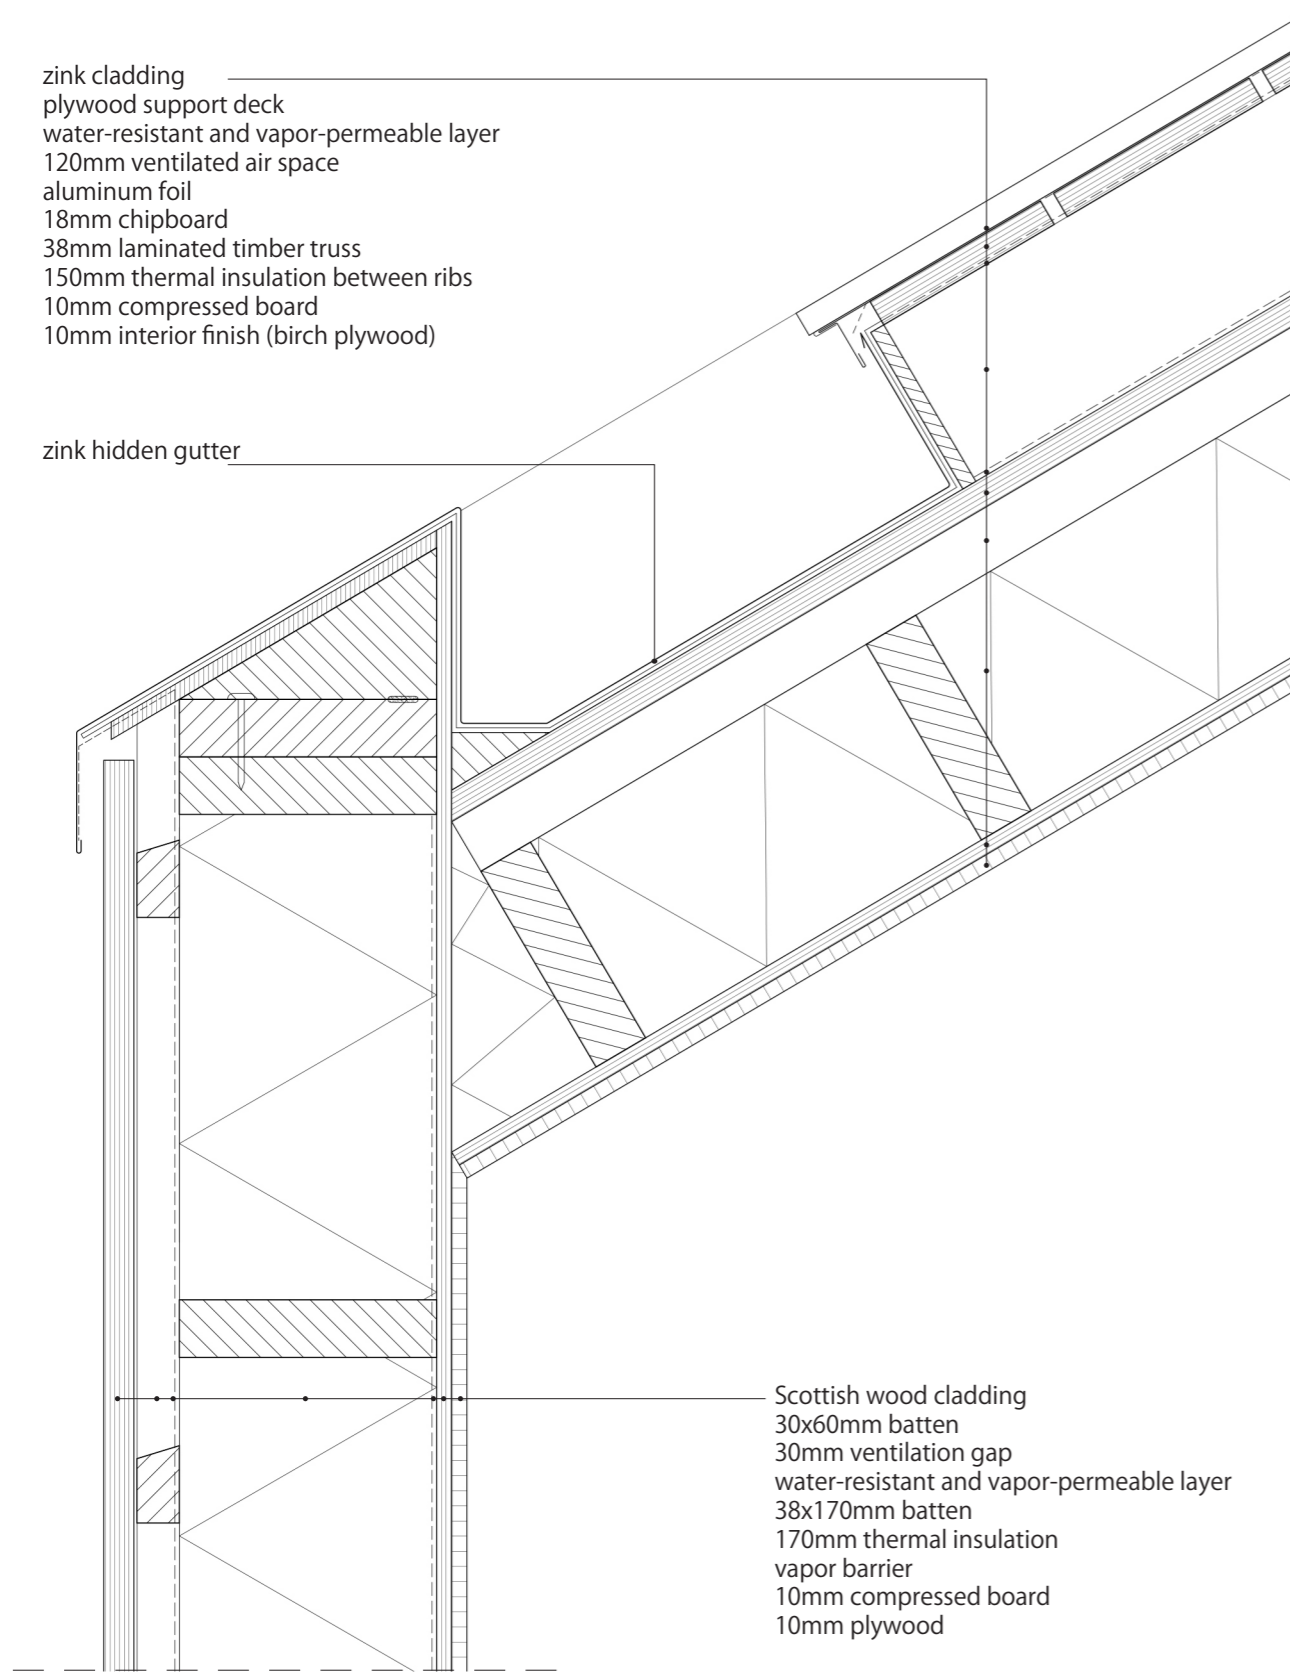 zink cladding
plywood support deck
water-resistant and vapor-permeable layer
120mm ventilated air space
aluminum foil
18mm chipboard
38mm laminated timber truss
150mm thermal insulation between ribs
10mm compressed board
10mm interior finish (birch plywood)
zink hidden gutter
Scottish wood cladding
30x60mm batten
30mm ventilation gap
water-resistant and vapor-permeable layer
38x170mm batten
170mm thermal insulation
vapor barrier
10mm compressed board
10mm plywood